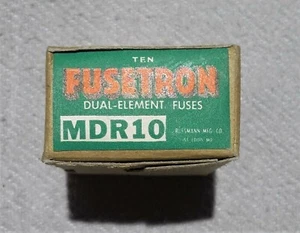 TEN
FUSETRON
DUAL-ELEMENT FUSES
MDR10
BUSSMANN MFG. CO.
ST. LOUIS, MO.